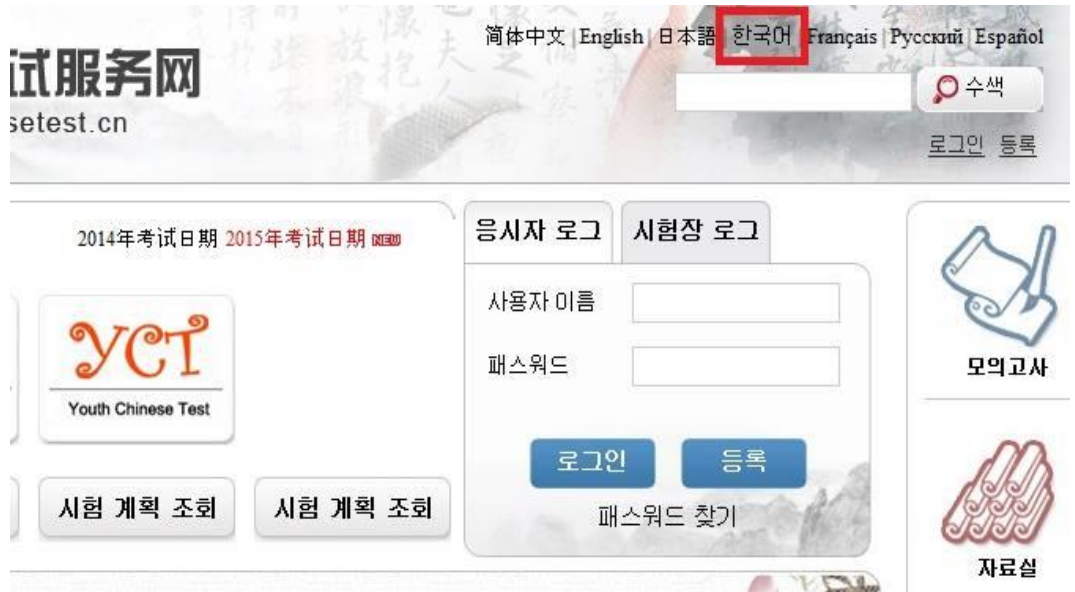 简体中文 | English | 日本語 | 한국어 | Français | Русский | Español
试服务网
setest.cn
수색
로그인 등록
2014年考试日期 2015年考试日期 NEW
응시자 로그
시험장 로그
YCT
Youth Chinese Test
사용자 이름
패스워드
로그인
등록
패스워드 찾기
시험 계획 조회
시험 계획 조회
모의고사
자료실